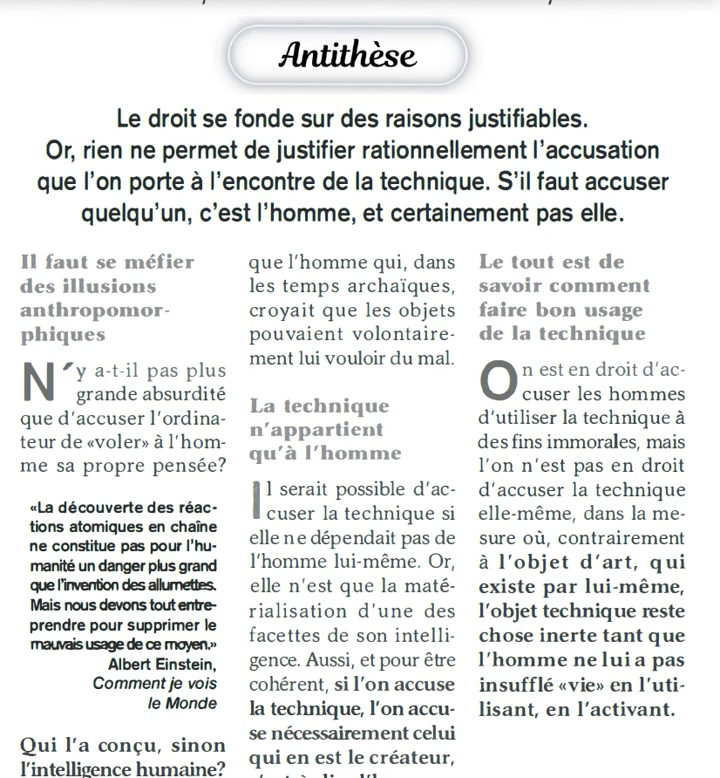 Antithèse
Le droit se fonde sur des raisons justifiables.
Or, rien ne permet de justifier rationnellement l'accusation
que l'on porte à l'encontre de la technique. S'il faut accuser
quelqu'un, c'est l'homme, et certainement pas elle.
Il faut se méfier
des illusions
anthropomor-
phiques
N'y a-t-il pas plus
grande absurdité
que d'accuser l'ordina-
teur de «voler» à l'hom-
me sa propre pensée?
«La découverte des réac-
tions atomiques en chaîne
ne constitue pas pour l'hu-
manité un danger plus grand
que l'invention des allumettes.
Mais nous devons tout entre-
prendre pour supprimer le
mauvais usage de ce moyen.»
Albert Einstein,
Comment je vois
le Monde
Qui l'a conçu, sinon
l'intelligence humaine?
que l'homme qui, dans
les temps archaïques,
croyait que les objets
pouvaient volontaire-
ment lui vouloir du mal.
La technique
n'appartient
qu'à l'homme
Il serait possible d'ac-
cuser la technique si
elle ne dépendait pas de
l'homme lui-même. Or,
elle n'est que la maté-
rialisation d'une des
facettes de son intelli-
gence. Aussi, et pour être
cohérent, si l'on accuse
la technique, l'on accu-
se nécessairement celui
qui en est le créateur,
Le tout est de
savoir comment
faire bon usage
de la technique
On est en droit d'ac-
cuser les hommes
d'utiliser la technique à
des fins immorales, mais
l'on n'est pas en droit
d'accuser la technique
elle-même, dans la me-
sure où, contrairement
à l'objet d'art, qui
existe par lui-même,
l'objet technique reste
chose inerte tant que
l'homme ne lui a pas
insufflé «vie» en l'uti-
lisant, en l'activant.